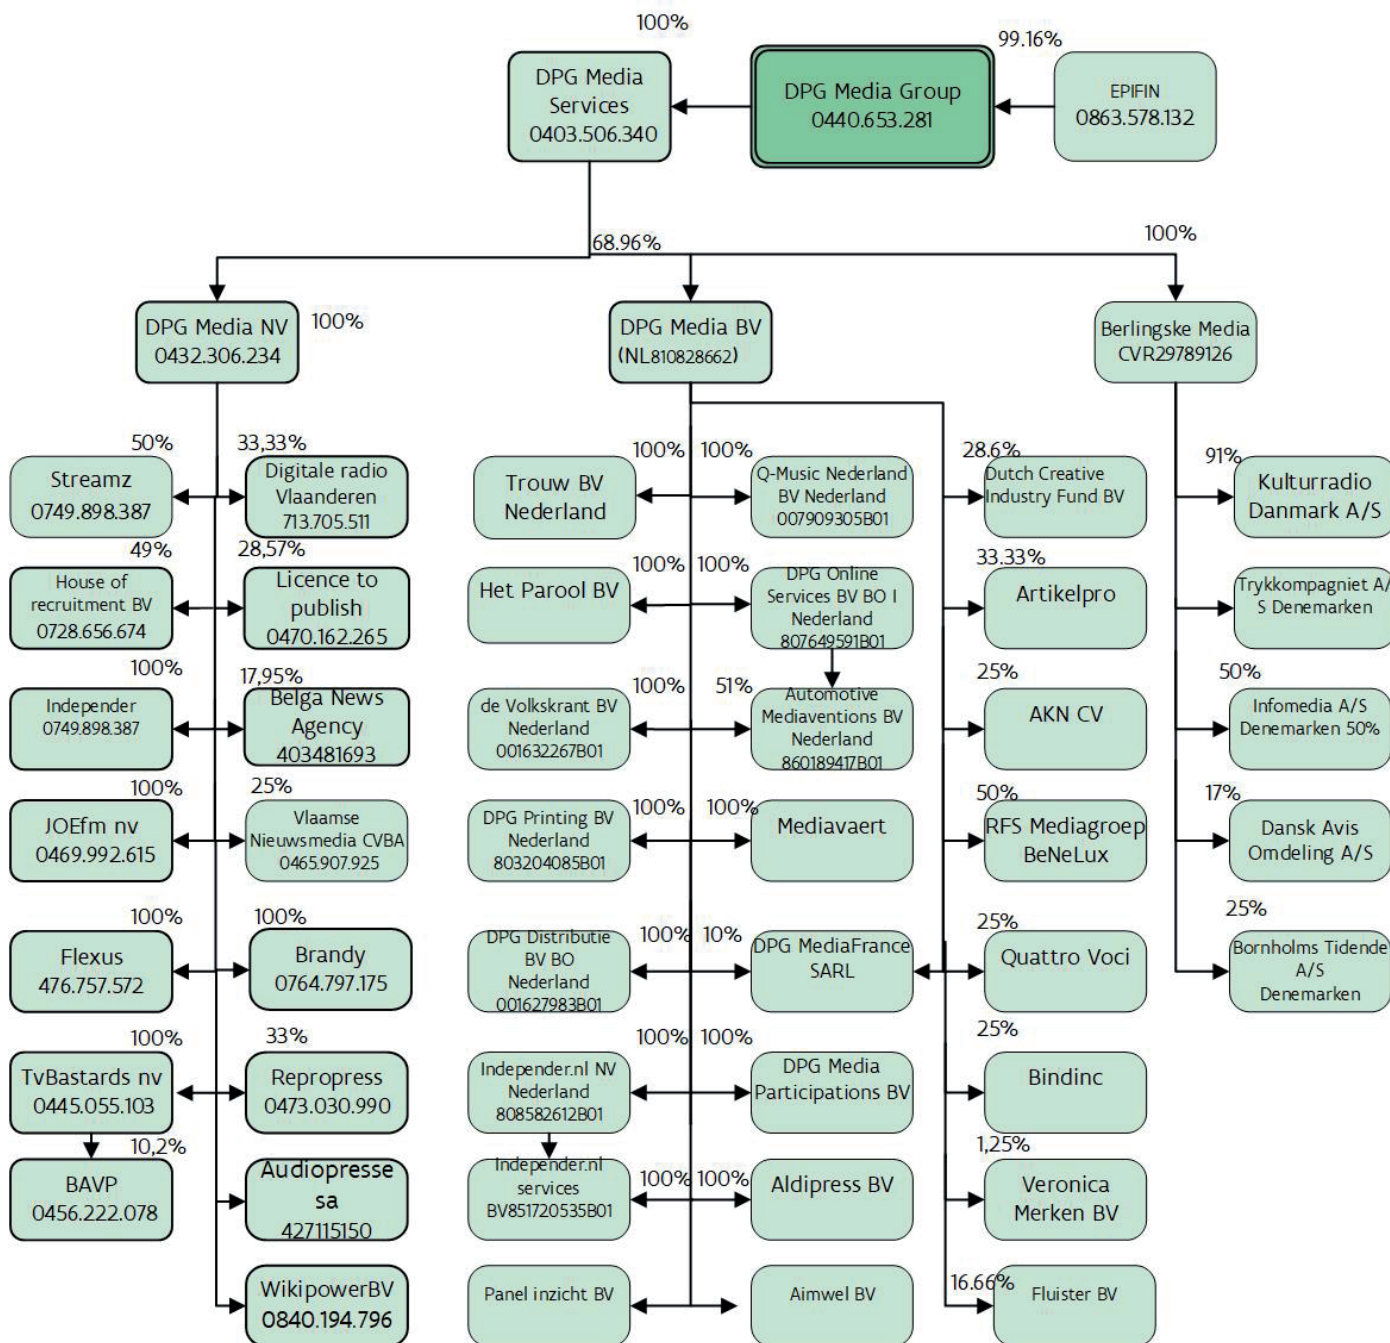 100%
99.16%
DPG Media
Services
0403.506.340
DPG Media Group
0440.653.281
EPIFIN
0863.578.132
68.96%
100%
DPG Media NV
0432.306.234
100%
DPG Media BV
(NL810828662)
Berlingske Media
CVR29789126
50%
Streamz
0749.898.387
33,33%
Digitale radio
Vlaanderen
713.705.511
49%
House of
recruitment BV
0728.656.674
28,57%
Licence to
publish
0470.162.265
100%
Independer
0749.898.387
17,95%
Belga News
Agency
403481693
100%
JOEfm nv
0469.992.615
25%
Vlaamse
Nieuwsmedia CVBA
0465.907.925
100%
Flexus
476.757.572
100%
Brandy
0764.797.175
100%
TvBastards nv
0445.055.103
33%
Repropress
0473.030.990
10,2%
BAVP
0456.222.078
Audiopresse
sa
427115150
WikipowerBV
0840.194.796
100%
Trouw BV
Nederland
100%
Q-Music Nederland
BV Nederland
007909305B01
100%
Het Parool BV
100%
DPG Online
Services BV BO I
Nederland
807649591B01
100%
de Volkskrant BV
Nederland
001632267B01
51%
Automotive
Mediaventions BV
Nederland
860189417B01
100%
DPG Printing BV
Nederland
803204085B01
100%
Mediavaert
100%
DPG Distributie
BV BO
Nederland
001627983B01
10%
DPG MediaFrance
SARL
100%
Independer.nl NV
Nederland
808582612B01
100%
DPG Media
Participations BV
100%
Independer.nl
services
BV851720535B01
100%
Aldipress BV
Panel inzicht BV
Aimwel BV
28.6%
Dutch Creative
Industry Fund BV
33.33%
Artikelpro
25%
AKN CV
50%
RFS Mediagroep
BeNeLux
25%
Quattro Voci
25%
Bindinc
1,25%
Veronica
Merken BV
16.66%
Fluister BV
91%
Kulturradio
Danmark A/S
Trykkompagniet A/
S Denemarken
50%
Infomedia A/S
Denemarken 50%
17%
Dansk Avis
Omdeling A/S
25%
Bornholms Tidende
A/S
Denemarken